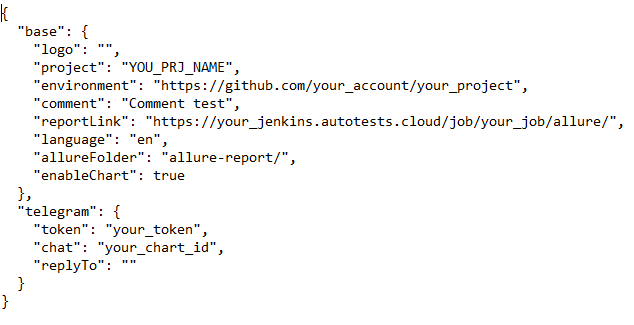 {
  "base": {
    "logo": "",
    "project": "YOU_PRJ_NAME",
    "environment": "https://github.com/your_account/your_project",
    "comment": "Comment test",
    "reportLink": "https://your_jenkins.autotests.cloud/job/your_job/allure/",
    "language": "en",
    "allureFolder": "allure-report/",
    "enableChart": true
  },
  "telegram": {
    "token": "your_token",
    "chat": "your_chart_id",
    "replyTo": ""
  }
}